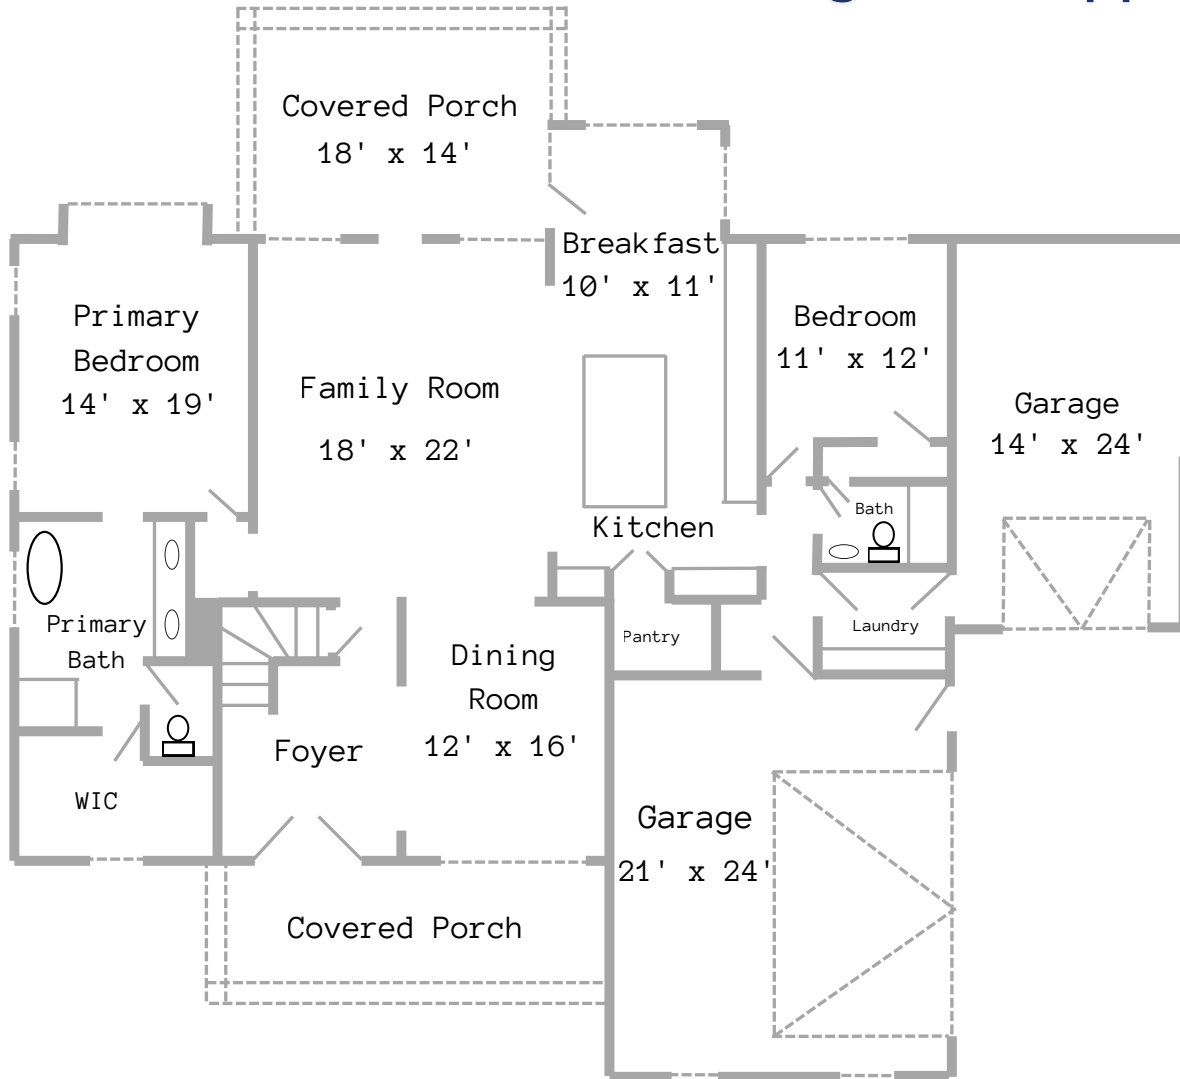 Covered Porch
18' x 14'
Breakfast
10' x 11'
Primary
Bedroom
14' x 19'
Bedroom
11' x 12'
Family Room
18' x 22'
Garage
14' x 24'
Kitchen
Bath
Primary
Bath
Pantry
Laundry
Dining
Room
12' x 16'
Foyer
WIC
Garage
21' x 24'
Covered Porch